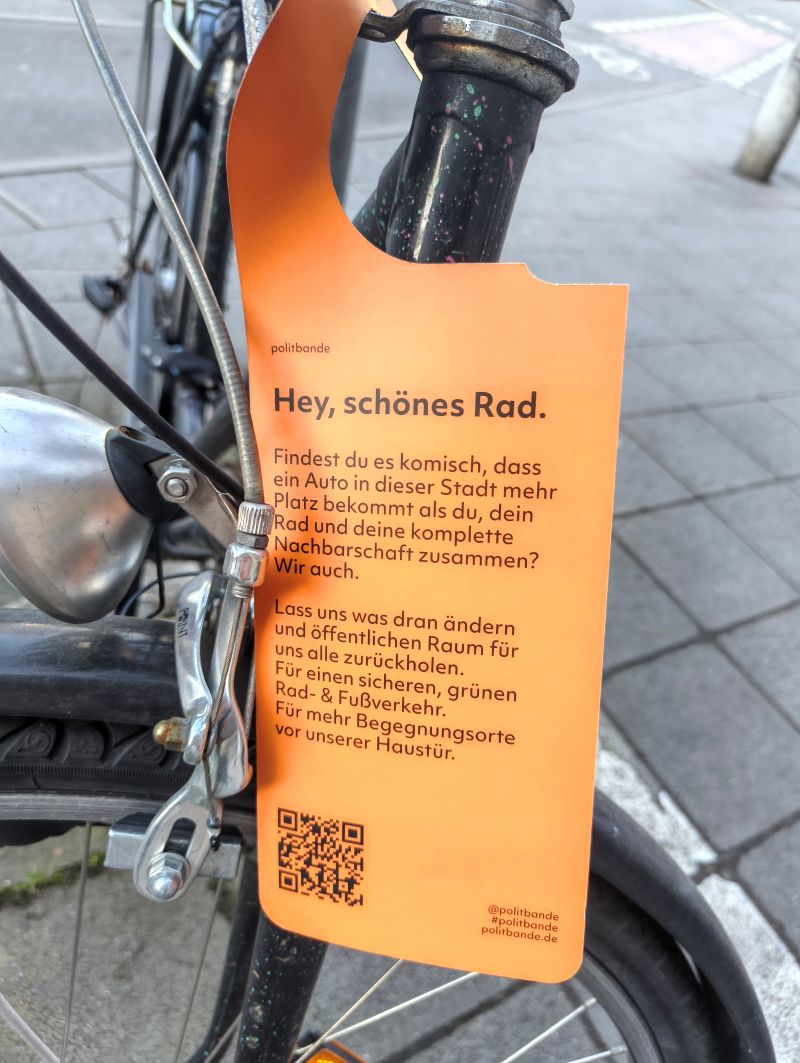 politbande
Hey, schönes Rad.
Findest du es komisch, dass
ein Auto in dieser Stadt mehr
Platz bekommt als du, dein
Rad und deine komplette
Nachbarschaft zusammen?
Wir auch.
Lass uns was dran ändern
und öffentlichen Raum für
uns alle zurückholen.
Für einen sicheren, grünen
Rad- & Fußverkehr.
Für mehr Begegnungsorte
vor unserer Haustür.
@politbande
#politbande
politbande.de